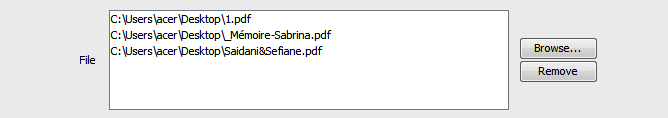 C:\Users\acer\Desktop\1.pdf
C:\Users\acer\Desktop\_Mémoire-Sabrina.pdf
C:\Users\acer\Desktop\Saidani&Sefiane.pdf
File
Browse...
Remove